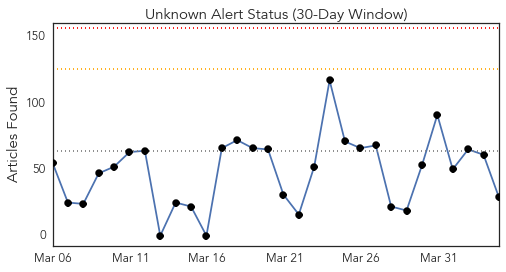 Unknown Alert Status (30-Day Window)
150
100
50
0
Articles Found
Mar 06 Mar 11 Mar 16 Mar 21 Mar 26 Mar 31